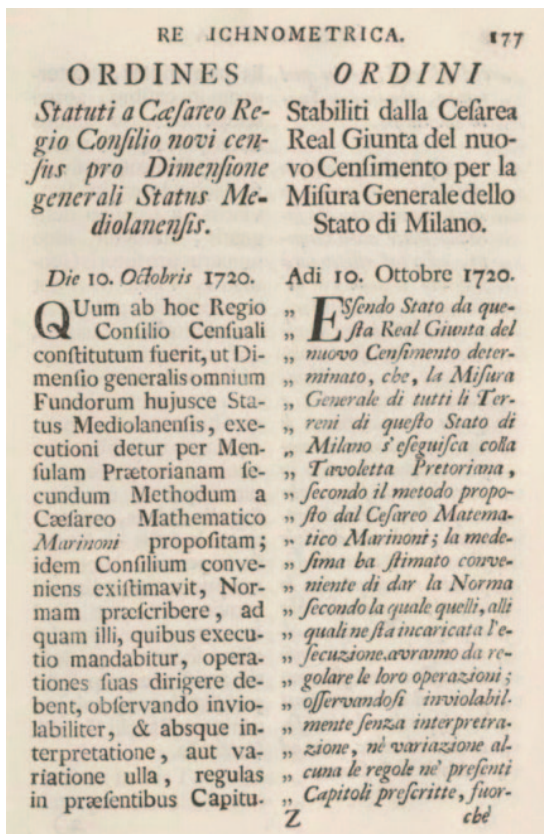 RE ICHNOMETRICA. 177
ORDINES
Statuti a Cæsareo Re-
gio Consilio novi cen-
sus pro Dimensione
generali Status Me-
diolanensis.
Die 10. Octobris 1720.
QUum ab hoc Regio
Consilio Censuali
constitutum fuerit, ut Di-
mensio generalis omnium
Fundorum hujusce Sta-
tus Mediolanensis, exe-
cutioni detur per Men-
sulam Prætorianam se-
cundum Methodum a
Cæsareo Mathematico
Marinoni propositam;
idem Consilium conve-
niens existimavit, Nor-
mam præscribere, ad
quam illi, quibus execu-
tio mandabitur, opera-
tiones suas dirigere de-
bent, observando invio-
labiliter, & absque in-
terpretatione, aut va-
riatione ulla, regulas
in præsentibus Capitu-
ORDINI
Stabiliti dalla Cesarea
Real Giunta del nuo-
vo Censimento per la
Misura Generale dello
Stato di Milano.
Adi 10. Ottobre 1720.
„ ESsendo Stato da que-
„ sta Real Giunta del
„ nuovo Censimento deter-
„ minato, che, la Misura
„ Generale di tutti li Ter-
„ reni di questo Stato di
„ Milano s'eseguisca colla
„ Tavoletta Pretoriana,
„ secondo il metodo propo-
„ sto dal Cesareo Matema-
„ tico Marinoni; la mede-
„ sima ha stimato conve-
„ niente di dar la Norma
„ secondo la quale quelli, alli
„ quali ne sta incaricata l'e-
„ secuzione.avranno da re-
„ golare le loro operazioni;
„ osservandosi inviolabil-
„ mente senza interpretra-
„ zione, nè variazione al-
„ cuna le regole ne' presenti
„ Capitoli prescritte, fuor-
Z chè